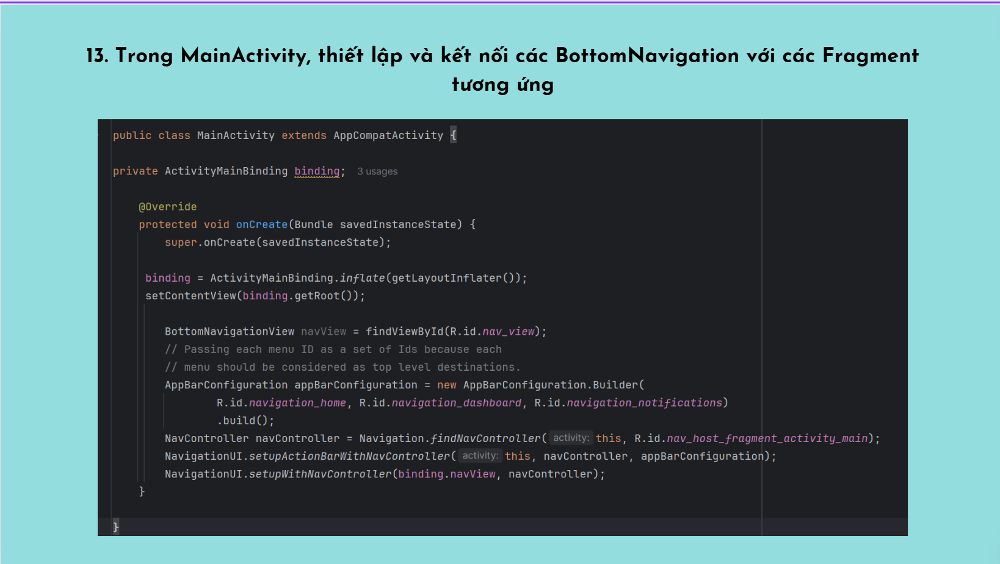 13. Trong MainActivity, thiết lập và kết nối các BottomNavigation với các Fragment
tương ứng
public class MainActivity extends AppCompatActivity {
private ActivityMainBinding binding; 3 usages
@Override
protected void onCreate(Bundle savedInstanceState) {
super.onCreate(savedInstanceState);
binding = ActivityMainBinding.inflate(getLayoutInflater());
setContentView(binding.getRoot());
BottomNavigationView navView = findViewById(R.id.nav_view);
// Passing each menu ID as a set of Ids because each
// menu should be considered as top level destinations.
AppBarConfiguration appBarConfiguration = new AppBarConfiguration.Builder(
R.id.navigation_home, R.id.navigation_dashboard, R.id.navigation_notifications)
.build();
NavController navController = Navigation.findNavController( activity: this, R.id.nav_host_fragment_activity_main);
NavigationUI.setupActionBarWithNavController( activity: this, navController, appBarConfiguration);
NavigationUI.setupWithNavController(binding.navView, navController);
}
}